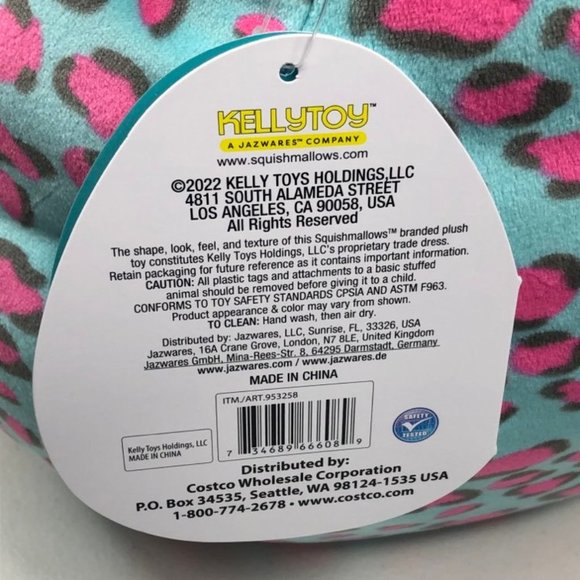 KELLYTOY™
A JAZWARES™ COMPANY
www.squishmallows.com
©2022 KELLY TOYS HOLDINGS,LLC
4811 SOUTH ALAMEDA STREET
LOS ANGELES, CA 90058, USA
All Rights Reserved
The shape, look, feel, and texture of this Squishmallows™ branded plush
toy constitutes Kelly Toys Holdings, LLC's proprietary trade dress.
Retain packaging for future reference as it contains important information.
CAUTION: All plastic tags and attachments to a basic stuffed
animal should be removed before giving it to a child.
CONFORMS TO TOY SAFETY STANDARDS CPSIA AND ASTM F963.
Product appearance & color may vary from shown.
TO CLEAN: Hand wash, then air dry.
Distributed by: Jazwares, LLC, Sunrise, FL, 33326, USA
Jazwares, 16A Crane Grove, London, N7 8LE, United Kingdom
Jazwares GmbH, Mina-Rees-Str. 8, 64295 Darmstadt, Germany
www.jazwares.com / www.jazwares.de
MADE IN CHINA
ITM./ART.953258
7 34689 66608 9
Kelly Toys Holdings, LLC
MADE IN CHINA
SAFETY
TESTED
Distributed by:
Costco Wholesale Corporation
P.O. Box 34535, Seattle, WA 98124-1535 USA
1-800-774-2678 • www.costco.com